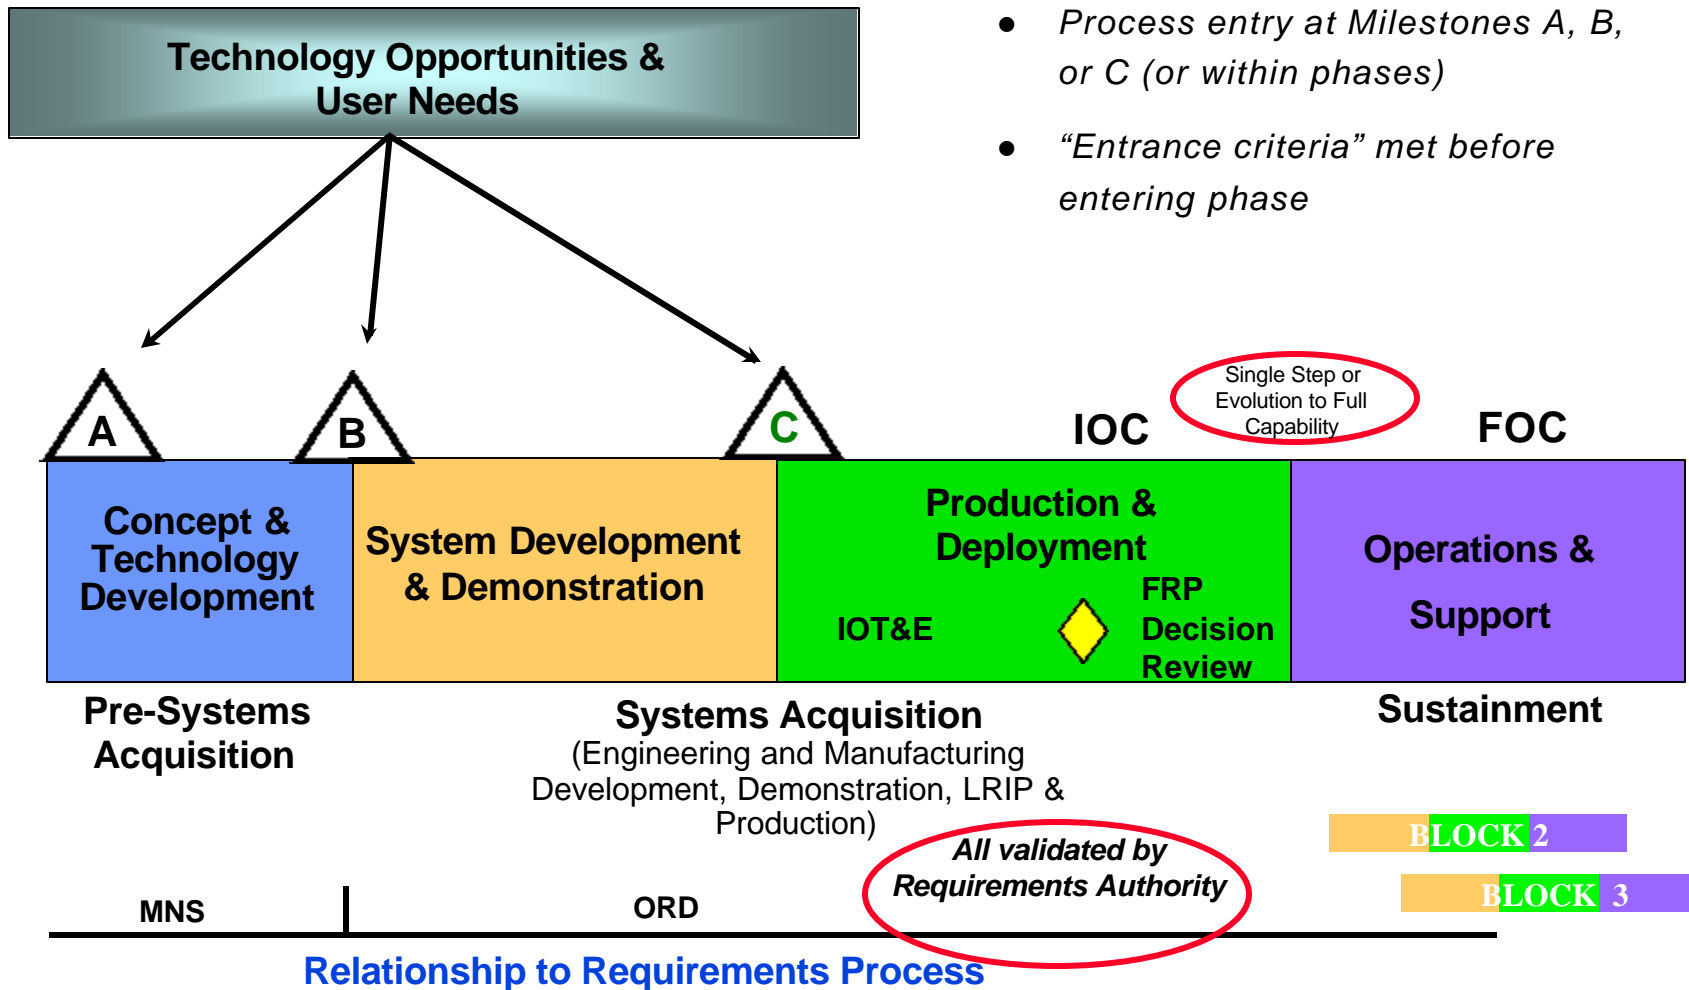 Technology Opportunities &
User Needs
● Process entry at Milestones A, B,
or C (or within phases)
● “Entrance criteria” met before
entering phase
A
B
C
IOC
Single Step or
Evolution to Full
Capability
FOC
Concept &
Technology
Development
System Development
& Demonstration
Production &
Deployment
IOT&E
FRP
Decision
Review
Operations &
Support
Pre-Systems
Acquisition
Systems Acquisition
(Engineering and Manufacturing
Development, Demonstration, LRIP &
Production)
Sustainment
BLOCK 2
BLOCK 3
All validated by
Requirements Authority
MNS
ORD
Relationship to Requirements Process